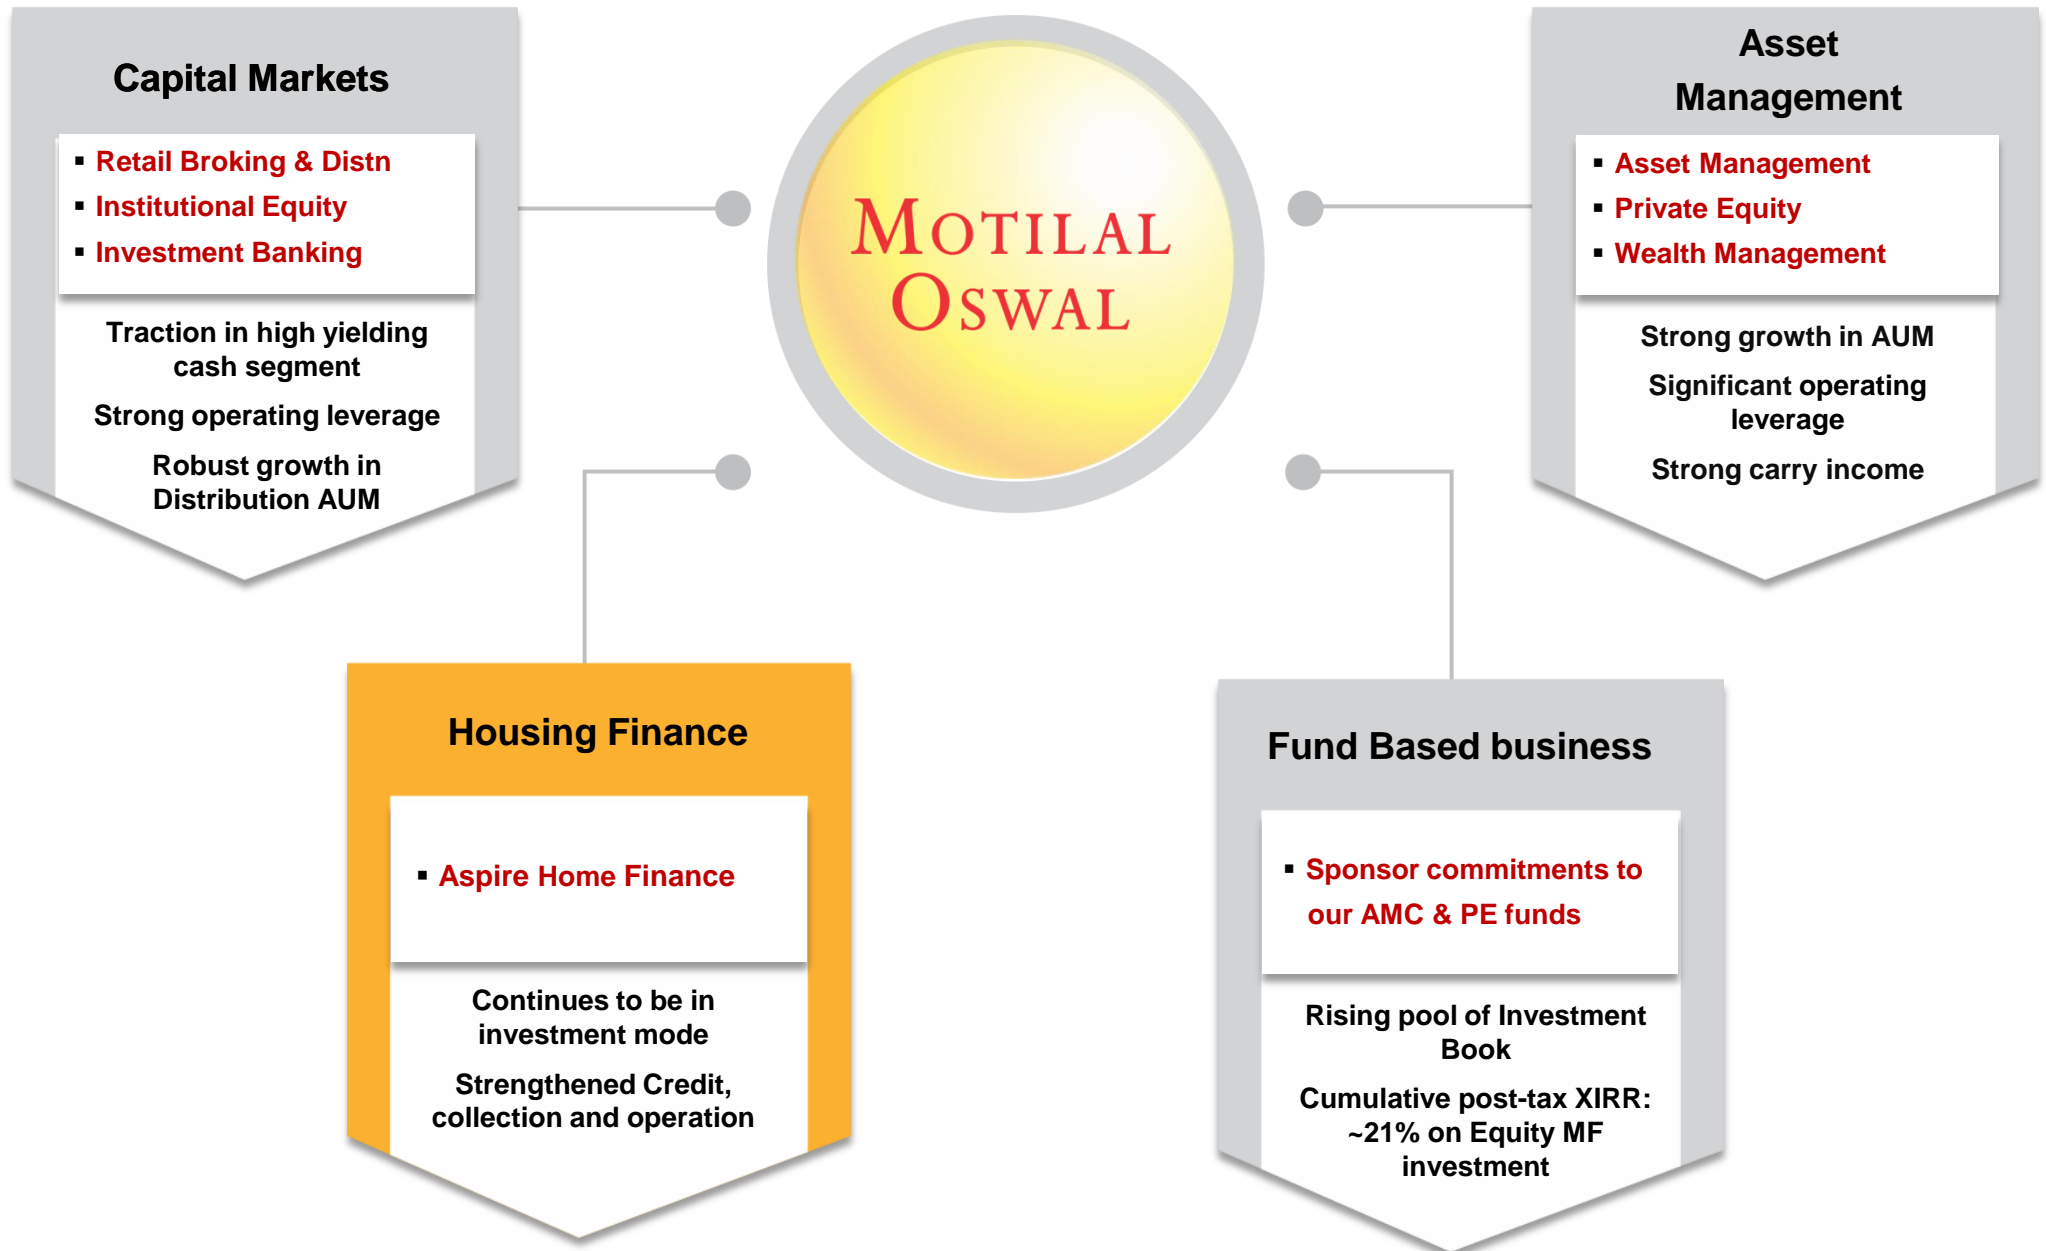 Capital Markets
▪ Retail Broking & Distn
▪ Institutional Equity
▪ Investment Banking
Traction in high yielding
cash segment
Strong operating leverage
Robust growth in
Distribution AUM
MOTILAL
OSWAL
Asset
Management
▪ Asset Management
▪ Private Equity
▪ Wealth Management
Strong growth in AUM
Significant operating
leverage
Strong carry income
Housing Finance
▪ Aspire Home Finance
Continues to be in
investment mode
Strengthened Credit,
collection and operation
Fund Based business
▪ Sponsor commitments to
our AMC & PE funds
Rising pool of Investment
Book
Cumulative post-tax XIRR:
~21% on Equity MF
investment